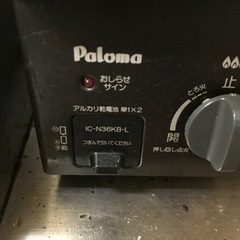 Paloma
おしらせ
サイン
アルカリ乾電池 単1×2
IC-N36KB-L
つまんで引いてください
手前
とろ火
止
開
押し回し点火